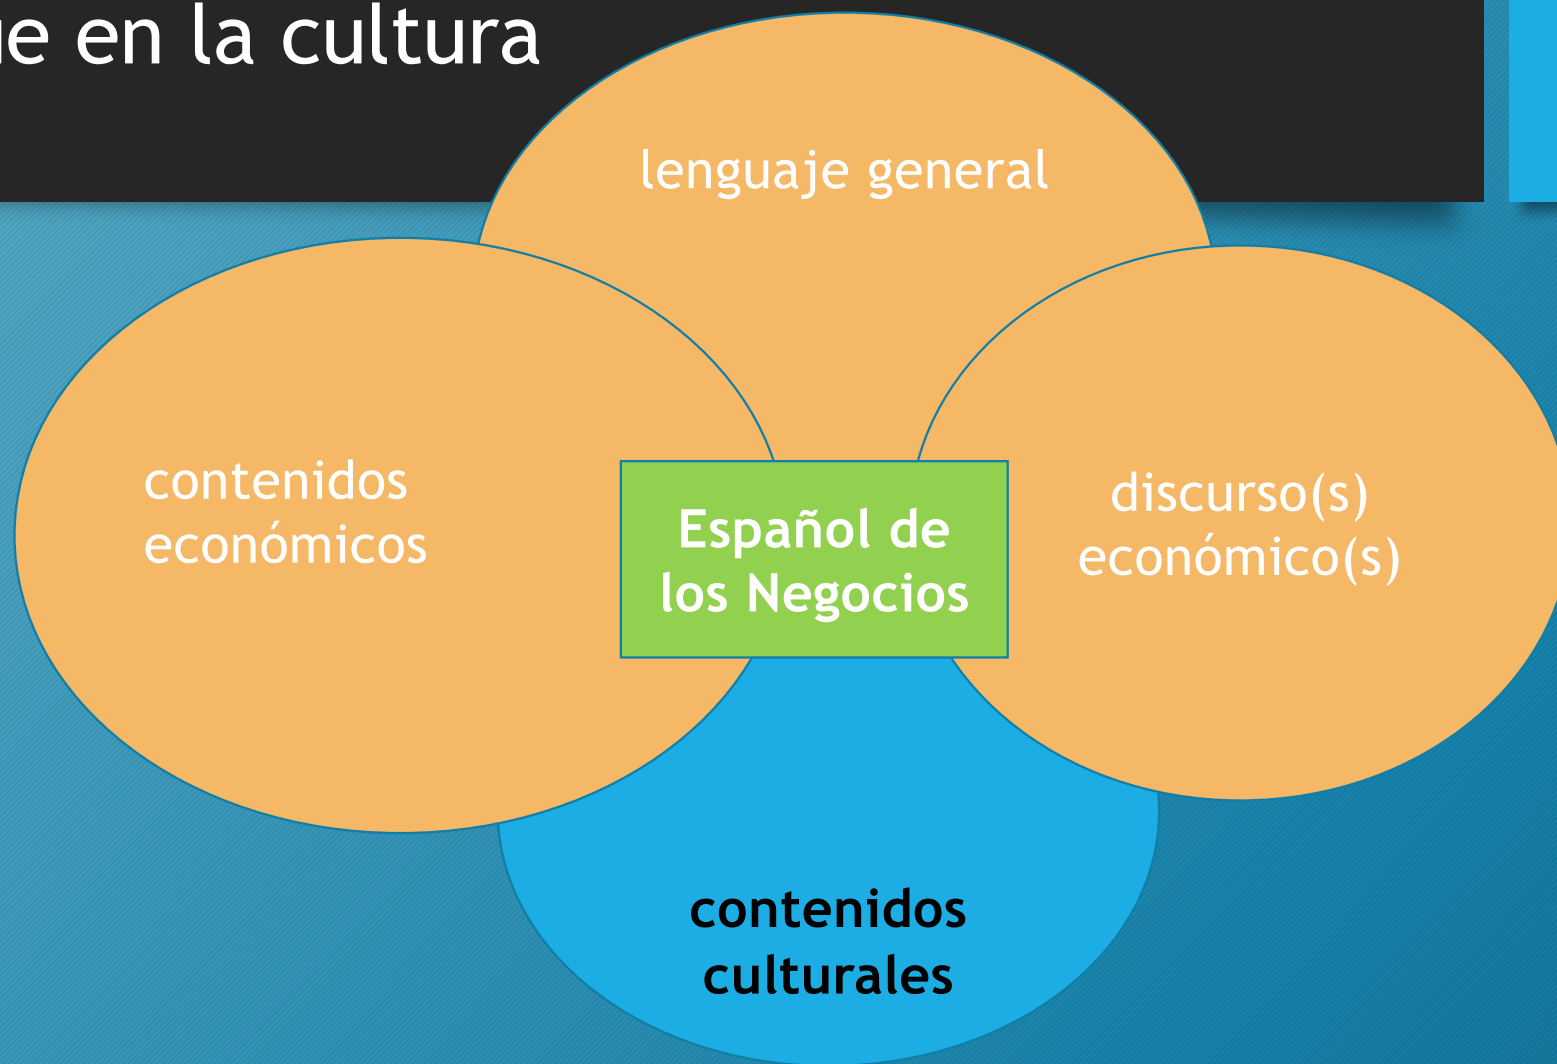 en la cultura
lenguaje general
contenidos
económicos
Español de
los Negocios
discurso(s)
económico(s)
contenidos
culturales